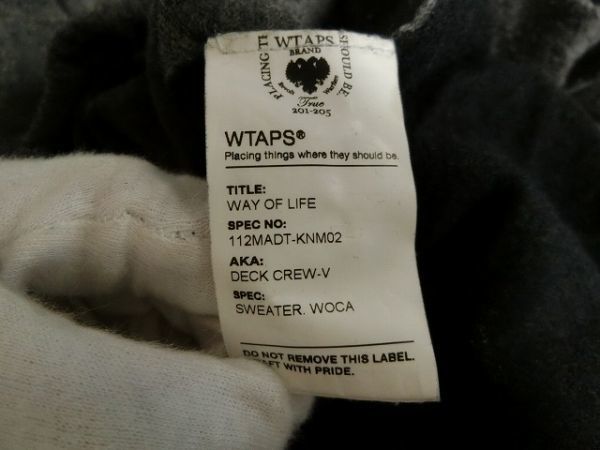 WTAPS
BRAND
PLACING
SHOULD BE.
True
201-205
WTAPS®
Placing things where they should be.
TITLE:
WAY OF LIFE
SPEC NO:
112MADT-KNM02
AKA:
DECK CREW-V
SPEC:
SWEATER. WOCA
DO NOT REMOVE THIS LABEL.
WITH PRIDE.